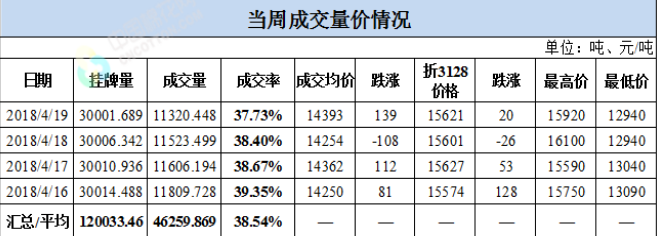 当周成交量价情况
单位：吨、元/吨
日期 挂牌量 成交量 成交率 成交均价 跌涨 折3128价格 跌涨 最高价 最低价
2018/4/19 30001.689 11320.448 37.73% 14393 139 15621 20 15920 12940
2018/4/18 30006.342 11523.499 38.40% 14254 -108 15601 -26 16100 12940
2018/4/17 30010.936 11606.194 38.67% 14362 112 15627 53 15590 13040
2018/4/16 30014.488 11809.728 39.35% 14250 81 15574 128 15750 13090
汇总/平均 120033.46 46259.869 38.54% — — — — — —